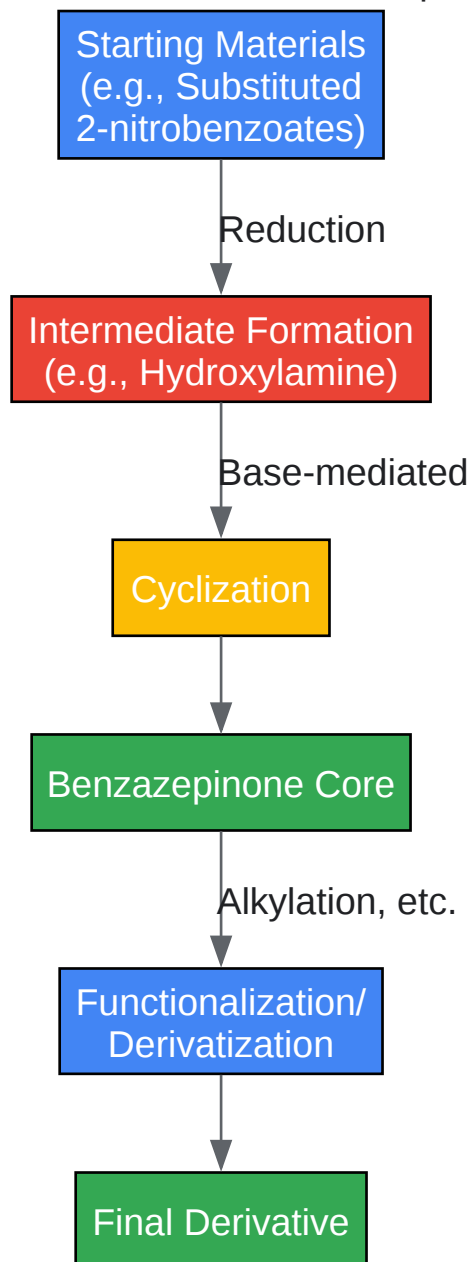 Starting Materials
(e.g., Substituted
2-nitrobenzoates)
Reduction
Intermediate Formation
(e.g., Hydroxylamine)
Base-mediated
Cyclization
Benzazepinone Core
Alkylation, etc.
Functionalization/
Derivatization
Final Derivative